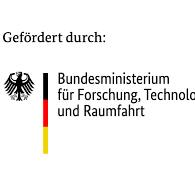 Gefördert durch:
Bundesministerium
für Forschung, Technolo
und Raumfahrt